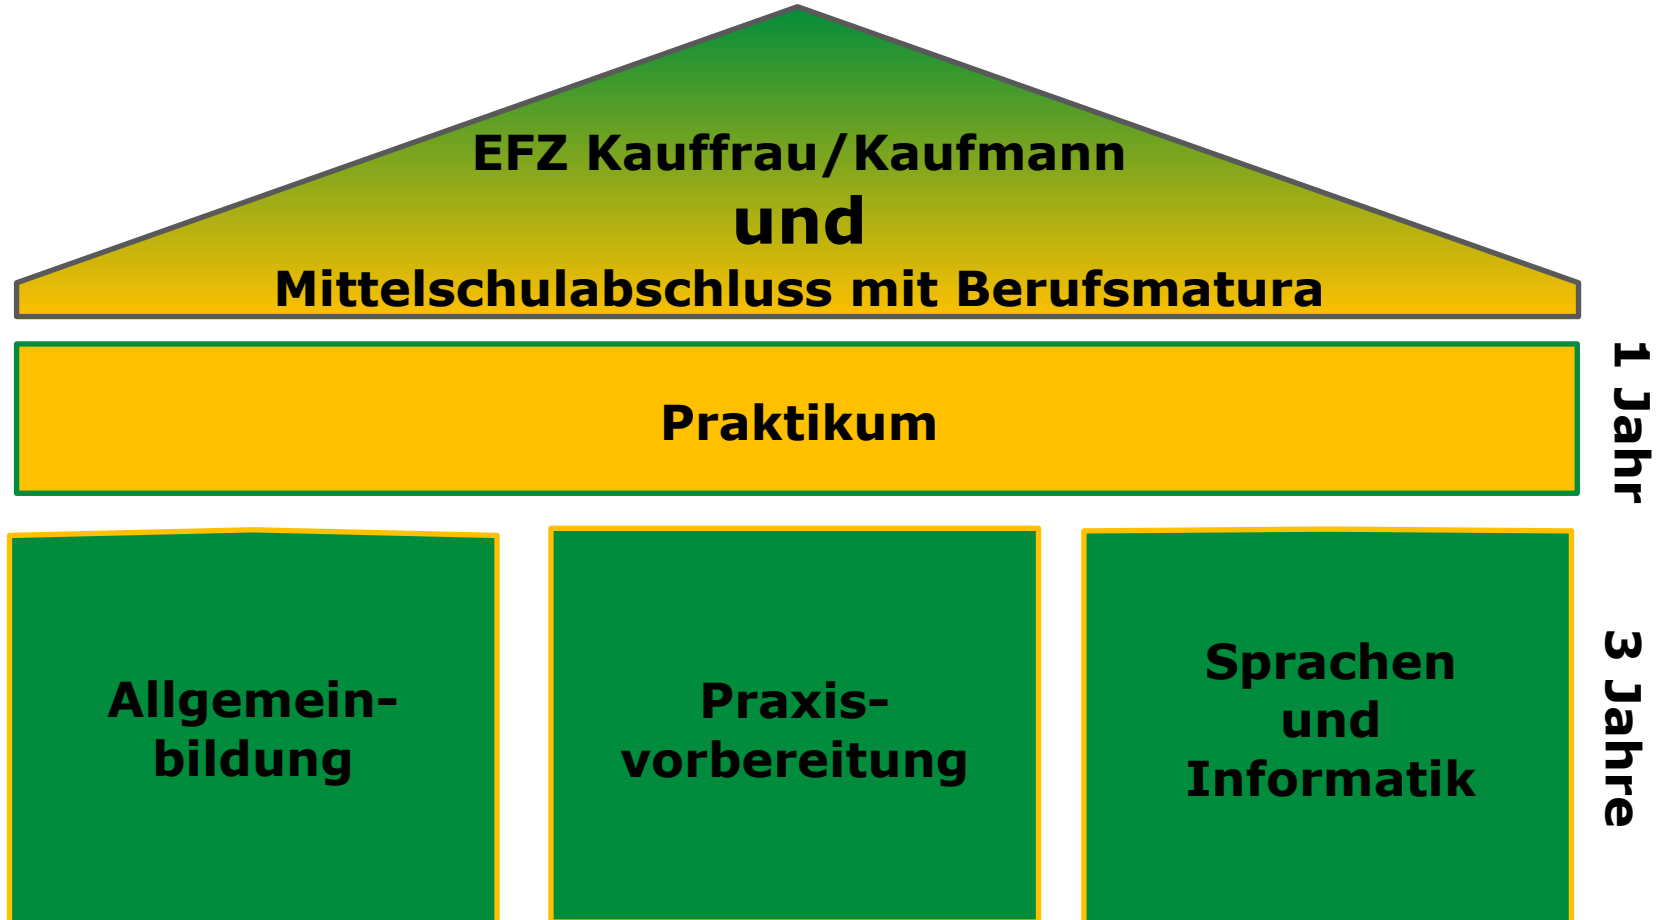 EFZ Kauffrau/Kaufmann
und
Mittelschulabschluss mit Berufsmatura
Praktikum
1 Jahr
Allgemein-
bildung
Praxis-
vorbereitung
Sprachen
und
Informatik
3 Jahre